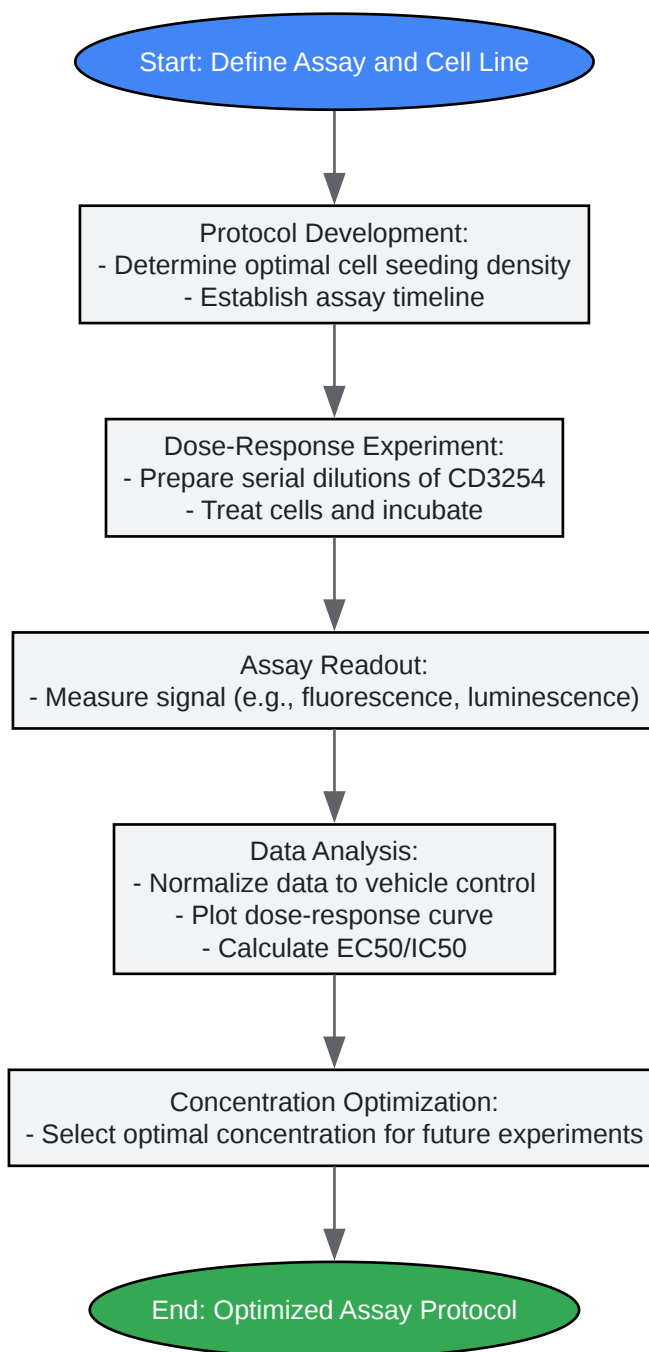 Start: Define Assay and Cell Line
Protocol Development:
- Determine optimal cell seeding density
- Establish assay timeline
Dose-Response Experiment:
- Prepare serial dilutions of CD3254
- Treat cells and incubate
Assay Readout:
- Measure signal (e.g., fluorescence, luminescence)
Data Analysis:
- Normalize data to vehicle control
- Plot dose-response curve
- Calculate EC50/IC50
Concentration Optimization:
- Select optimal concentration for future experiments
End: Optimized Assay Protocol